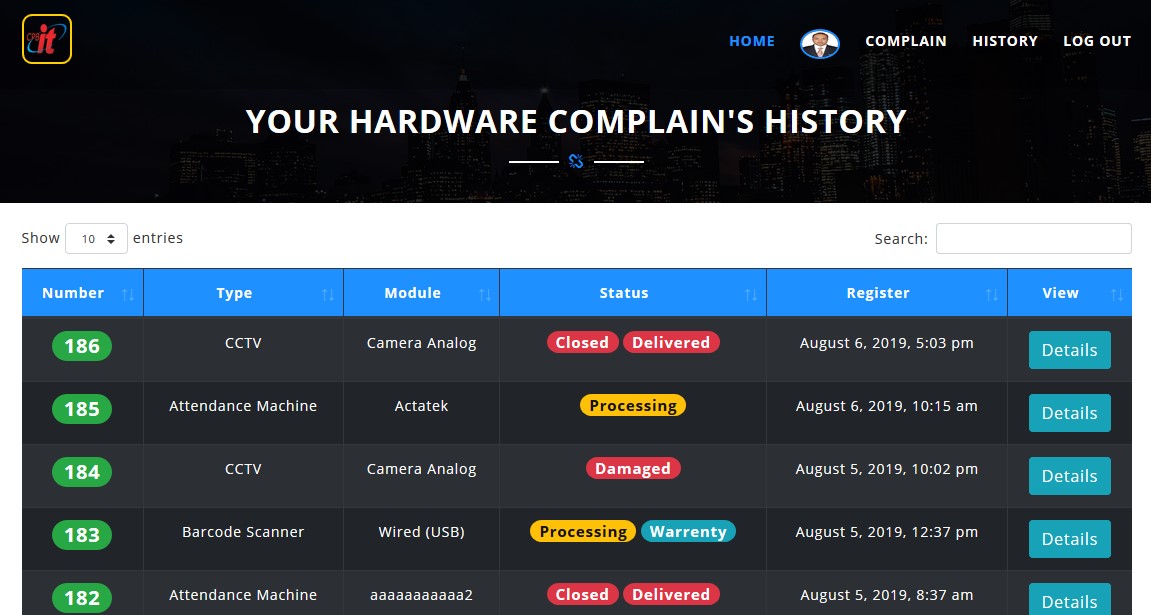 CPB it
HOME COMPLAIN HISTORY LOG OUT
YOUR HARDWARE COMPLAIN'S HISTORY
Show 10 entries Search:
Number Type Module Status Register View
186 CCTV Camera Analog Closed Delivered August 6, 2019, 5:03 pm Details
185 Attendance Machine Actatek Processing August 6, 2019, 10:15 am Details
184 CCTV Camera Analog Damaged August 5, 2019, 10:02 pm Details
183 Barcode Scanner Wired (USB) Processing Warrenty August 5, 2019, 12:37 pm Details
182 Attendance Machine aaaaaaaaaaa2 Closed Delivered August 5, 2019, 8:37 am Details